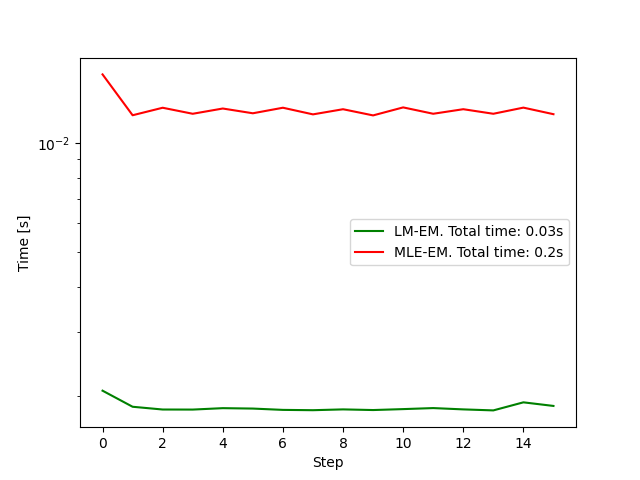 10⁻²
Time [s]
LM-EM. Total time: 0.03s
MLE-EM. Total time: 0.2s
0 2 4 6 8 10 12 14
Step